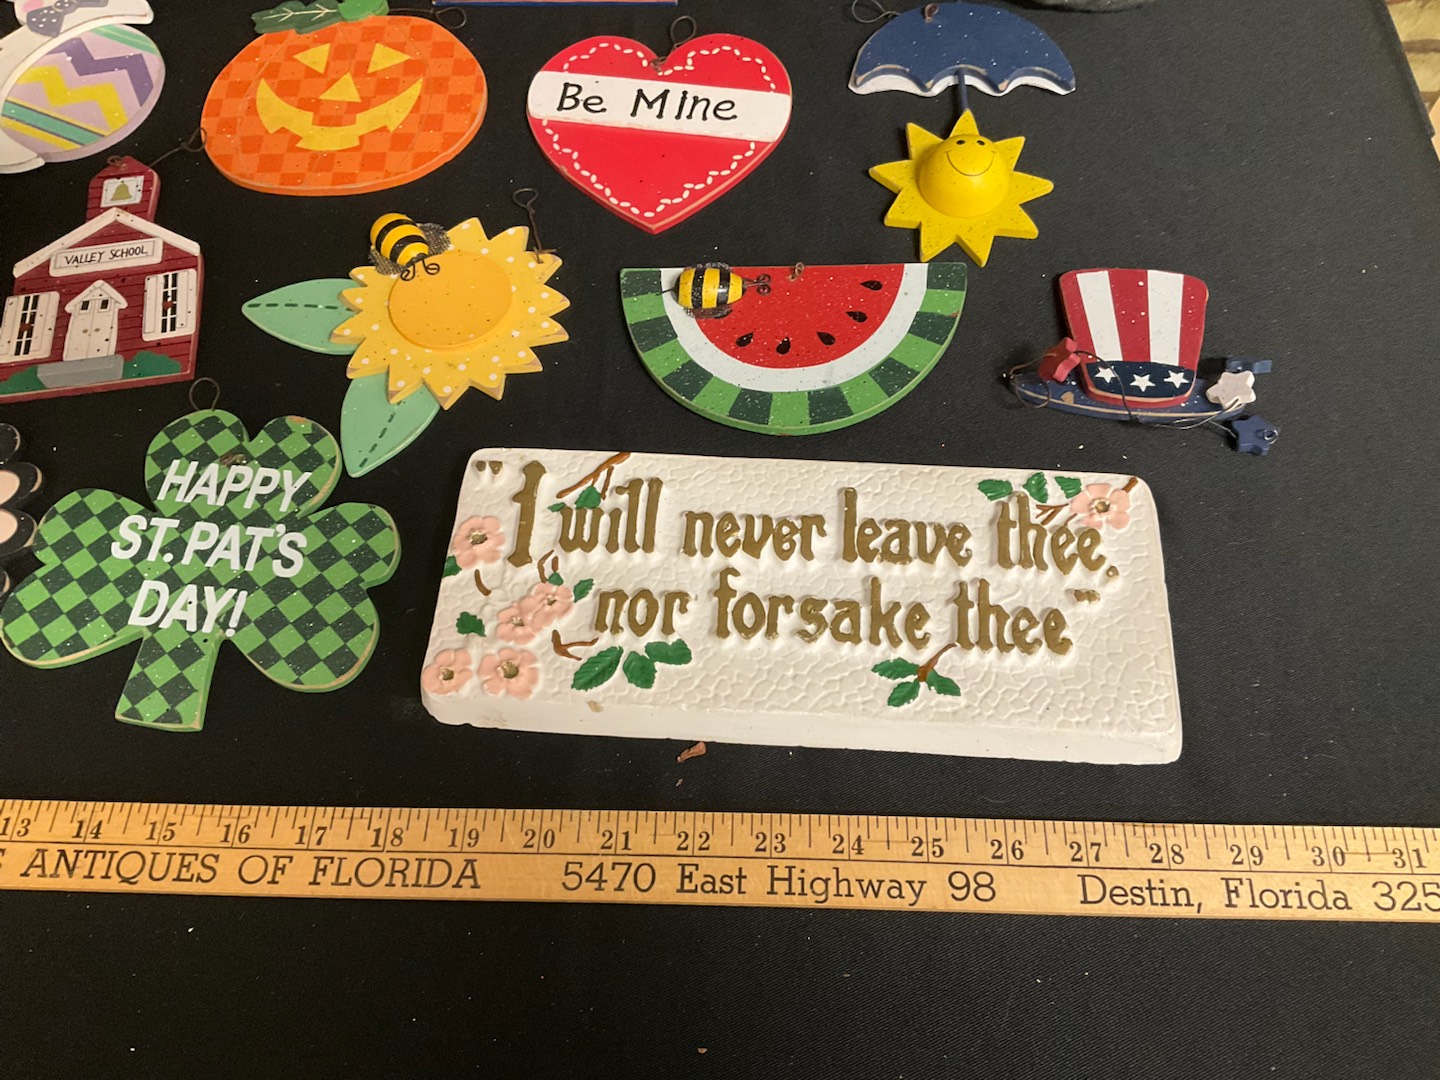 Be Mine
VALLEY SCHOOL
HAPPY
ST. PAT'S
DAY!
"I will never leave thee,
nor forsake thee"
13 14 15 16 17 18 19 20 21 22 23 24 25 26 27 28 29 30 31
ANTIQUES OF FLORIDA 5470 East Highway 98 Destin, Florida 325